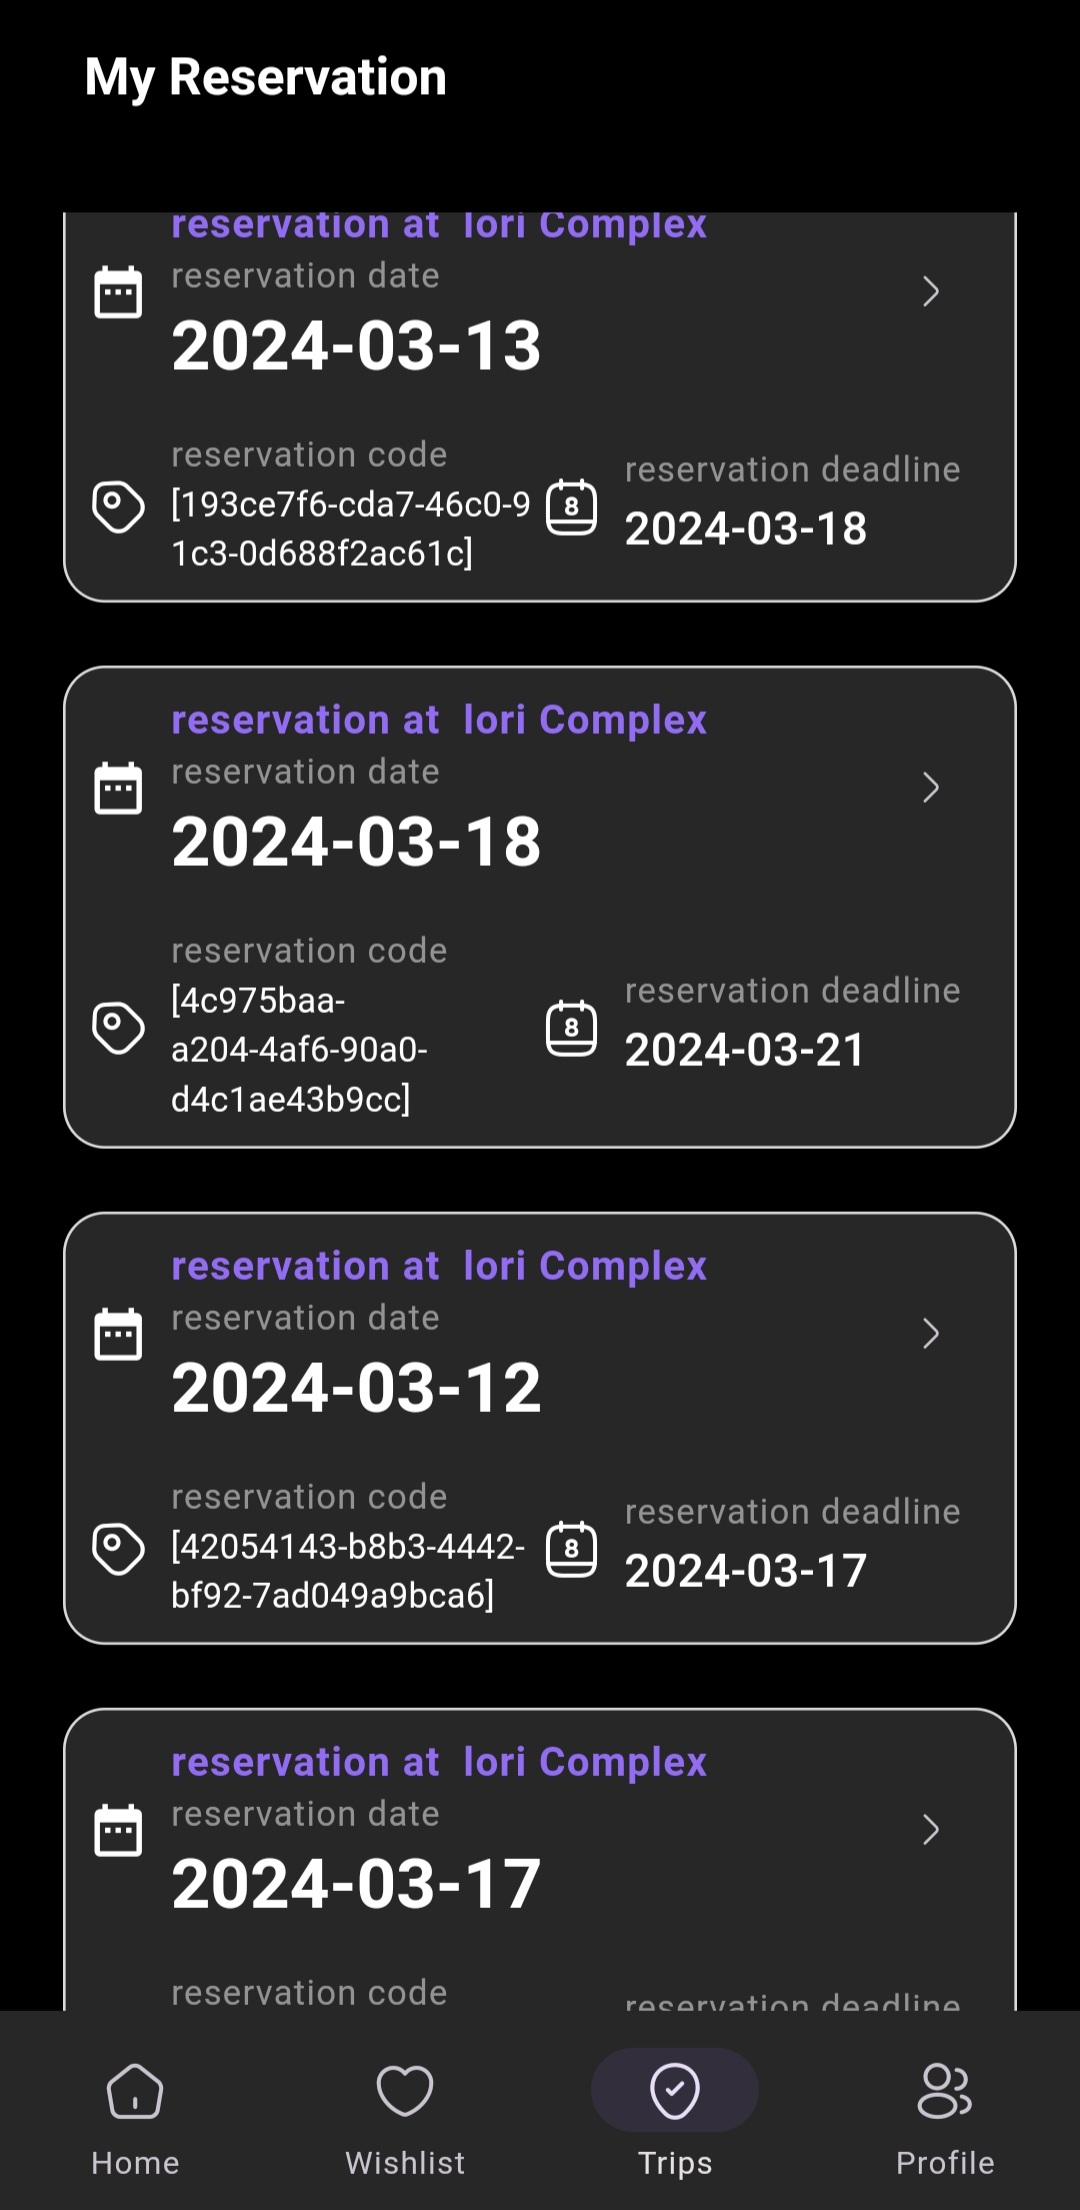 My Reservation
reservation at lori Complex
reservation date
2024-03-13
reservation code
[193ce7f6-cda7-46c0-9
1c3-0d688f2ac61c]
8
reservation deadline
2024-03-18
reservation at lori Complex
reservation date
2024-03-18
reservation code
[4c975baa-
a204-4af6-90a0-
d4c1ae43b9cc]
8
reservation deadline
2024-03-21
reservation at lori Complex
reservation date
2024-03-12
reservation code
[42054143-b8b3-4442-
bf92-7ad049a9bca6]
8
reservation deadline
2024-03-17
reservation at lori Complex
reservation date
2024-03-17
reservation code
reservation deadline
Home
Wishlist
Trips
Profile